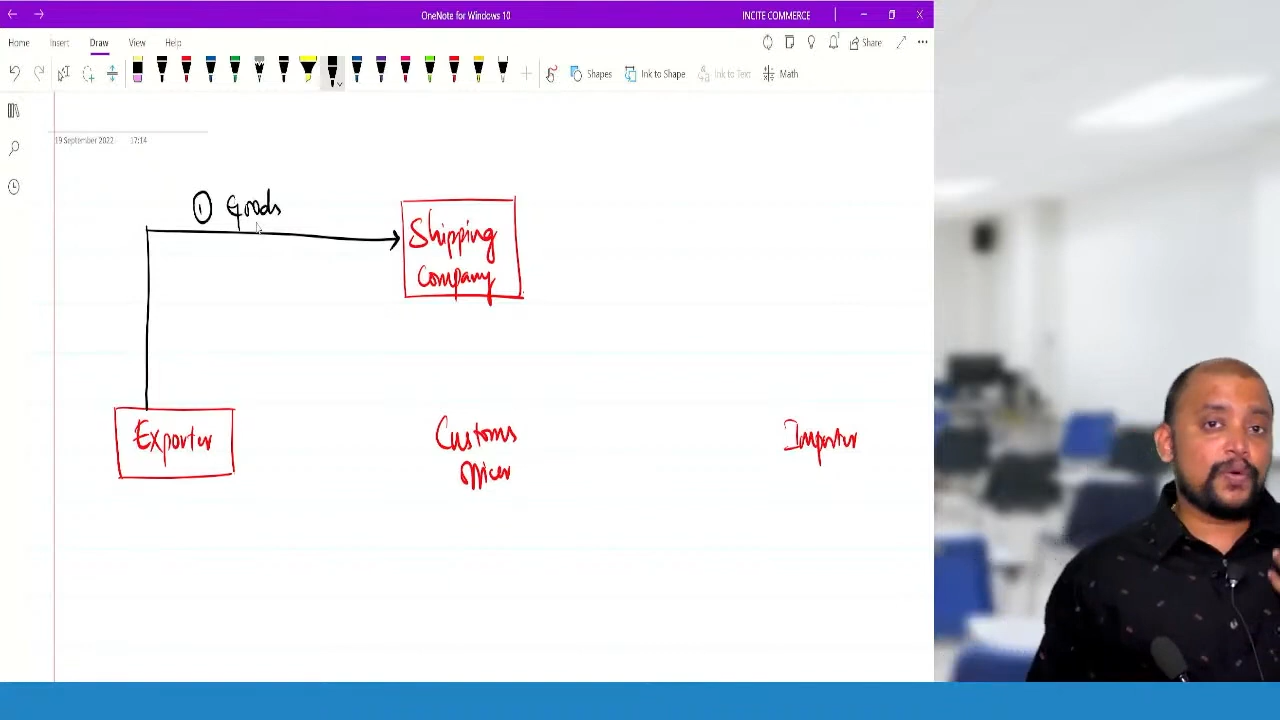 OneNote for Windows 10
INCITE COMMERCE
Home Insert Draw View Help
Share
Shapes Ink to Shape Ink to Text Math
19 September 2022 17:14
① Goods
Shipping
Company
Exporter
Customs
Officer
Importer